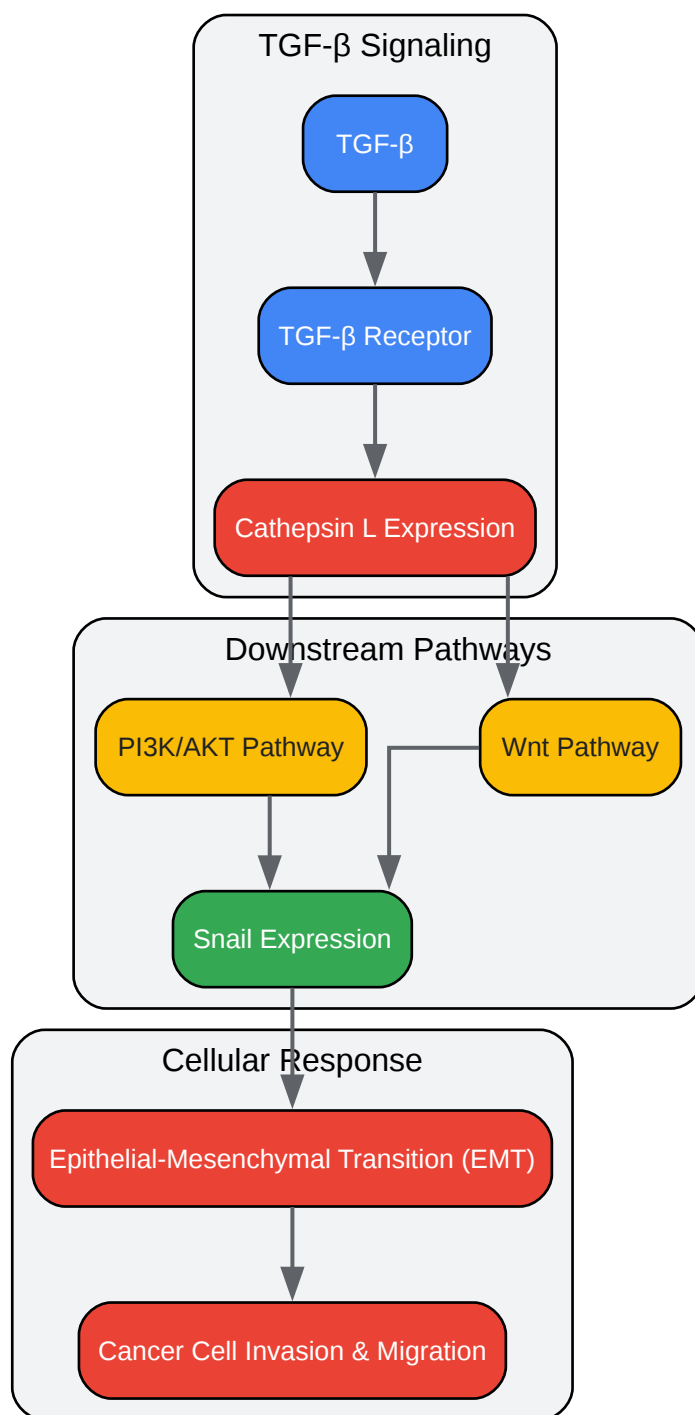 TGF-β Signaling
TGF-β
TGF-β Receptor
Cathepsin L Expression
Downstream Pathways
PI3K/AKT Pathway
Wnt Pathway
Snail Expression
Cellular Response
Epithelial-Mesenchymal Transition (EMT)
Cancer Cell Invasion & Migration